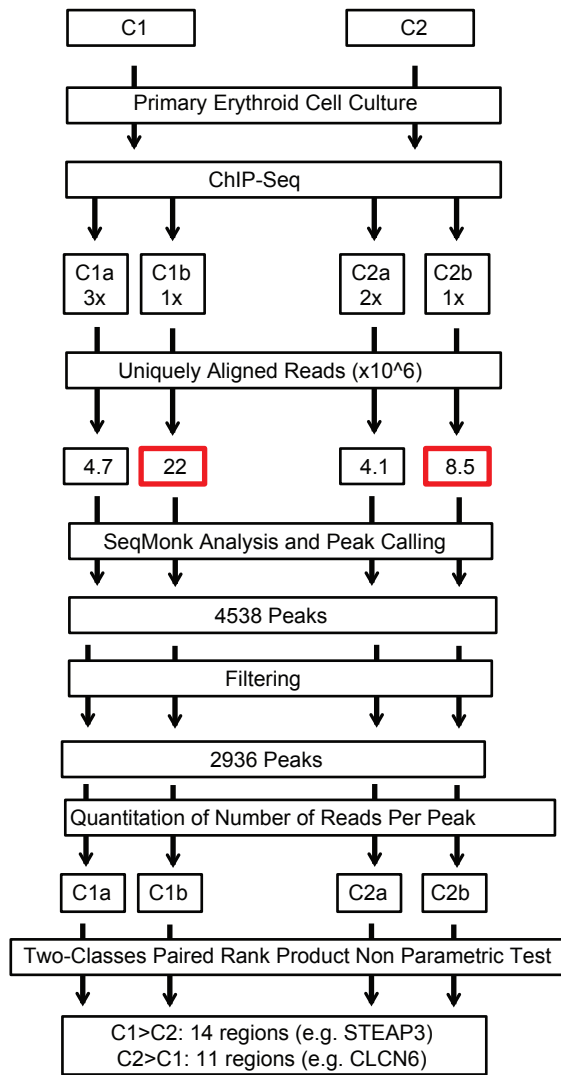 C1 C2
Primary Erythroid Cell Culture
ChIP-Seq
C1a C1b C2a C2b
3x 1x 2x 1x
Uniquely Aligned Reads (x10^6)
4.7 22 4.1 8.5
SeqMonk Analysis and Peak Calling
4538 Peaks
Filtering
2936 Peaks
Quantitation of Number of Reads Per Peak
C1a C1b C2a C2b
Two-Classes Paired Rank Product Non Parametric Test
C1>C2: 14 regions (e.g. STEAP3)
C2>C1: 11 regions (e.g. CLCN6)